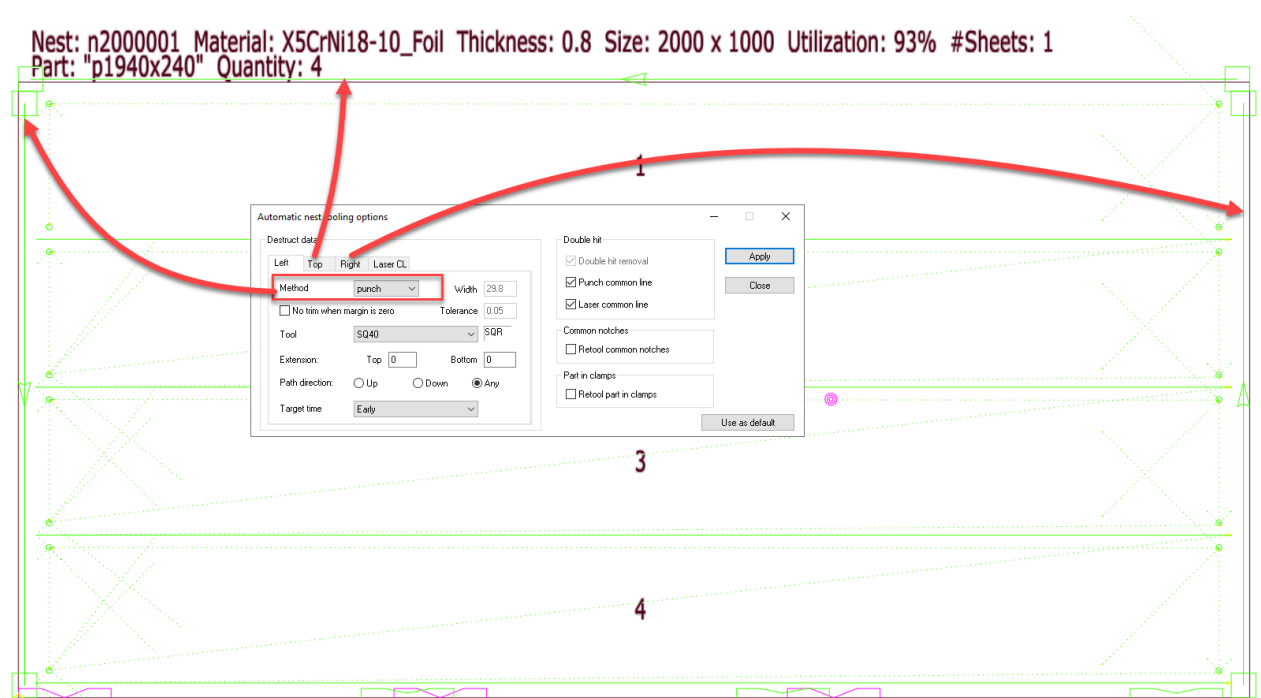 Nest: n2000001 Material: X5CrNi18-10_Foil Thickness: 0.8 Size: 2000 x 1000 Utilization: 93% #Sheets: 1
Part: "p1940x240" Quantity: 4
1
Automatic nest tooling options
Destruct data
Left Top Right Laser CL
Method punch Width 29.8
No trim when margin is zero Tolerance 0.05
Tool SQ40 SQR
Extension: Top 0 Bottom 0
Path direction: Up Down Any
Target time Early
Double hit
Double hit removal
Punch common line
Laser common line
Common notches
Retool common notches
Part in clamps
Retool part in clamps
Apply
Close
Use as default
3
4